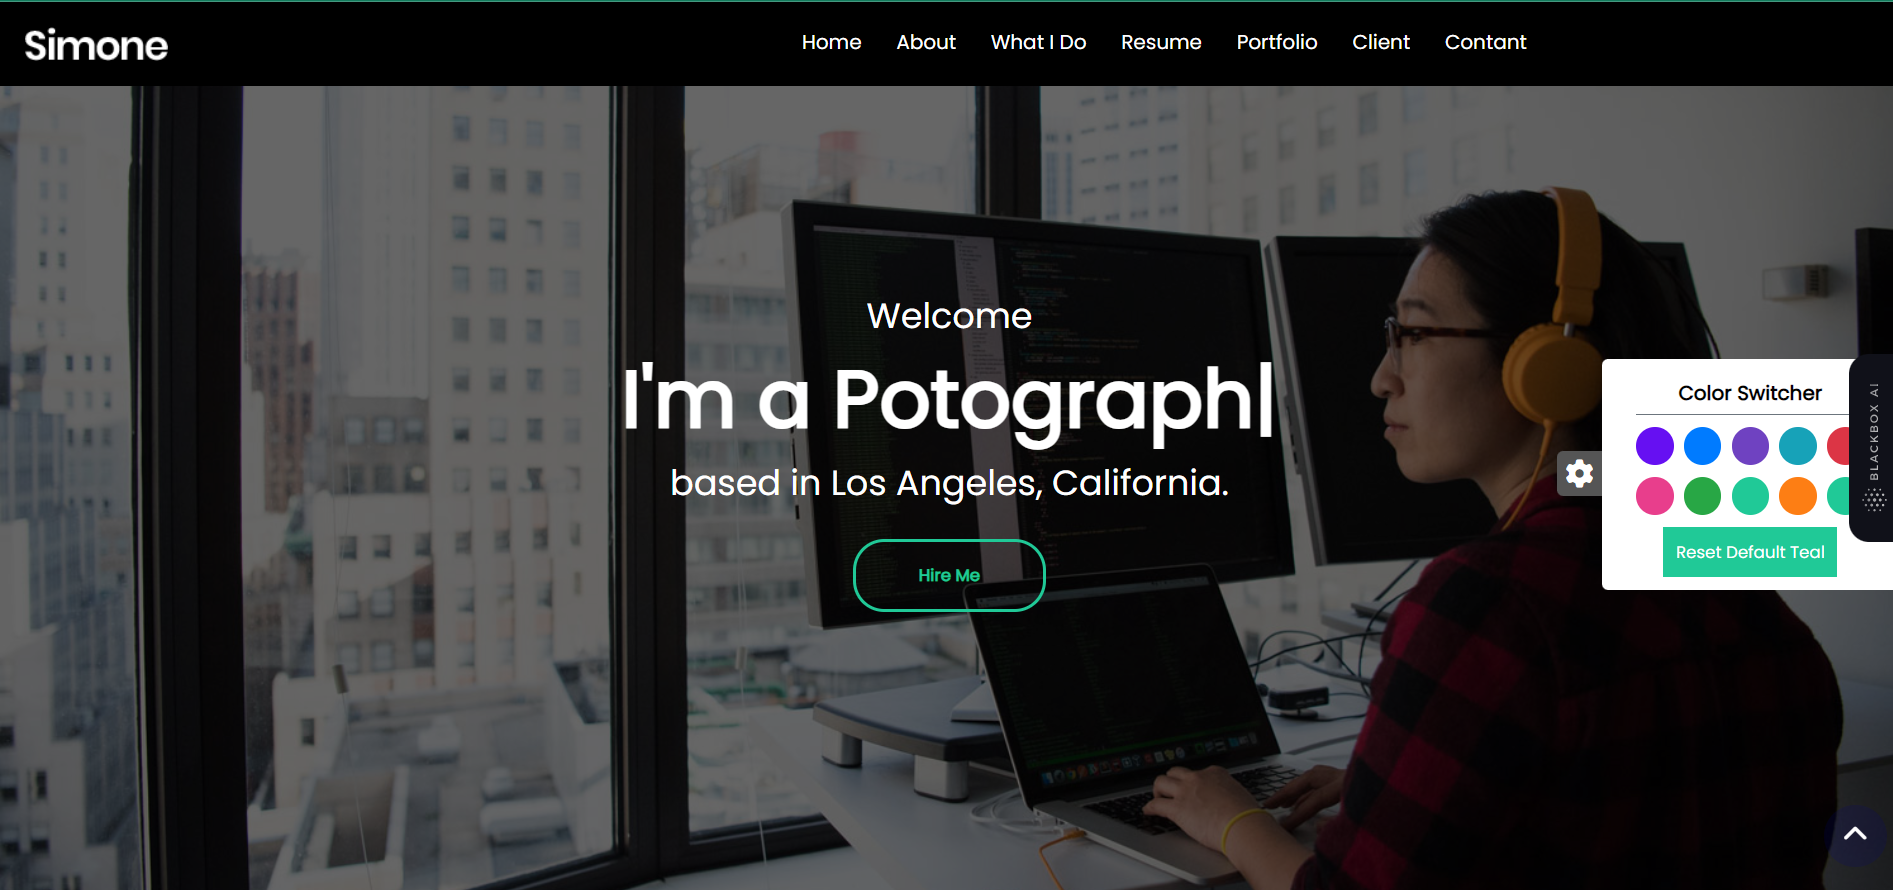 Simone
Home About What I Do Resume Portfolio Client Contant
Welcome
I'm a Potograph|
based in Los Angeles, California.
Hire Me
Color Switcher
Reset Default Teal
BLACKBOX AI